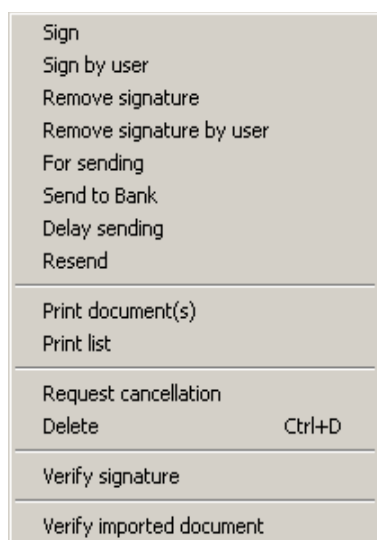 Sign
Sign by user
Remove signature
Remove signature by user
For sending
Send to Bank
Delay sending
Resend
Print document(s)
Print list
Request cancellation
Delete Ctrl+D
Verify signature
Verify imported document